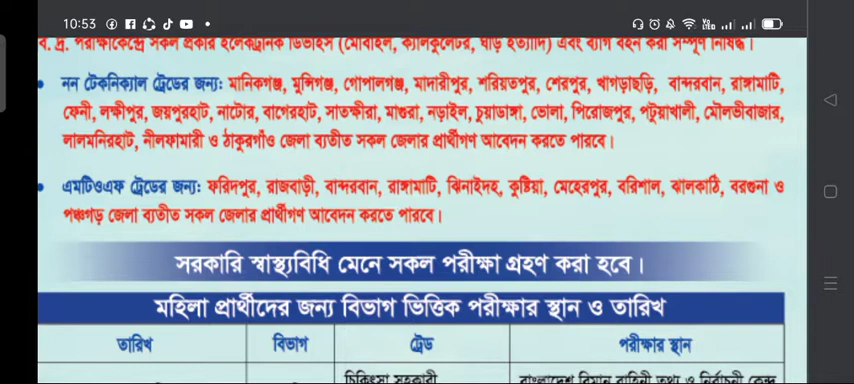 10:53
ব. দ্র. পরীক্ষাকেন্দ্রে সকল প্রকার ইলেকট্রনিক ডিভাইস (মোবাইল, ক্যালকুলেটর, ঘড়ি ইত্যাদি) এবং ব্যাগ বহন করা সম্পূর্ণ নিষিদ্ধ।
• নন টেকনিক্যাল ট্রেডের জন্য: মানিকগঞ্জ, মুন্সিগঞ্জ, গোপালগঞ্জ, মাদারীপুর, শরিয়তপুর, শেরপুর, খাগড়াছড়ি, বান্দরবান, রাঙ্গামাটি,
ফেনী, লক্ষীপুর, জয়পুরহাট, নাটোর, বাগেরহাট, সাতক্ষীরা, মাগুরা, নড়াইল, চুয়াডাঙ্গা, ভোলা, পিরোজপুর, পটুয়াখালী, মৌলভীবাজার,
লালমনিরহাট, নীলফামারী ও ঠাকুরগাঁও জেলা ব্যতীত সকল জেলার প্রার্থীগণ আবেদন করতে পারবে।
• এমটিওএফ ট্রেডের জন্য: ফরিদপুর, রাজবাড়ী, বান্দরবান, রাঙ্গামাটি, ঝিনাইদহ, কুষ্টিয়া, মেহেরপুর, বরিশাল, ঝালকাঠি, বরগুনা ও
পঞ্চগড় জেলা ব্যতীত সকল জেলার প্রার্থীগণ আবেদন করতে পারবে।
সরকারি স্বাস্থ্যবিধি মেনে সকল পরীক্ষা গ্রহণ করা হবে।
মহিলা প্রার্থীদের জন্য বিভাগ ভিত্তিক পরীক্ষার স্থান ও তারিখ
তারিখ বিভাগ ট্রেড পরীক্ষার স্থান
চিকিৎসা সহকারী বাংলাদেশ বিমান বাহিনী তথ্য ও নির্বাচনী কেন্দ্র